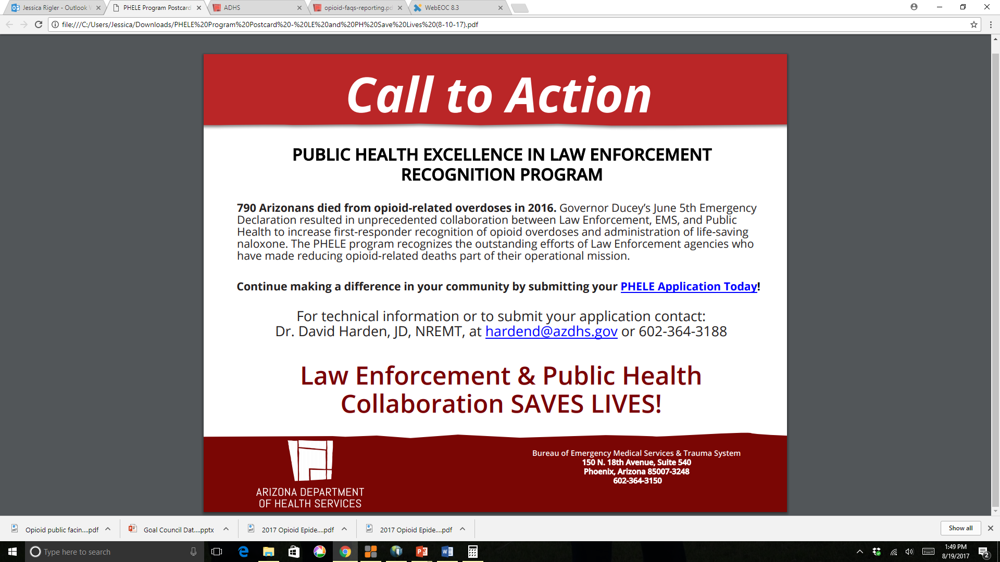 Jessica Rigler - Outlook W
PHELE Program Postcard
ADHS
opioid-faqs-reporting.pd
WebEOC 8.3
file:///C:/Users/Jessica/Downloads/PHELE%20Program%20Postcard%20-%20LE%20and%20PH%20Save%20Lives%20(8-10-17).pdf
Call to Action
PUBLIC HEALTH EXCELLENCE IN LAW ENFORCEMENT
RECOGNITION PROGRAM
790 Arizonans died from opioid-related overdoses in 2016. Governor Ducey's June 5th Emergency
Declaration resulted in unprecedented collaboration between Law Enforcement, EMS, and Public
Health to increase first-responder recognition of opioid overdoses and administration of life-saving
naloxone. The PHELE program recognizes the outstanding efforts of Law Enforcement agencies who
have made reducing opioid-related deaths part of their operational mission.
Continue making a difference in your community by submitting your PHELE Application Today!
For technical information or to submit your application contact:
Dr. David Harden, JD, NREMT, at hardend@azdhs.gov or 602-364-3188
Law Enforcement & Public Health
Collaboration SAVES LIVES!
ARIZONA DEPARTMENT
OF HEALTH SERVICES
Bureau of Emergency Medical Services & Trauma System
150 N. 18th Avenue, Suite 540
Phoenix, Arizona 85007-3248
602-364-3150
Opioid public facin....pdf
Goal Council Dat....pptx
2017 Opioid Epide....pdf
2017 Opioid Epide....pdf
Show all
Type here to search
1:49 PM
8/19/2017
2